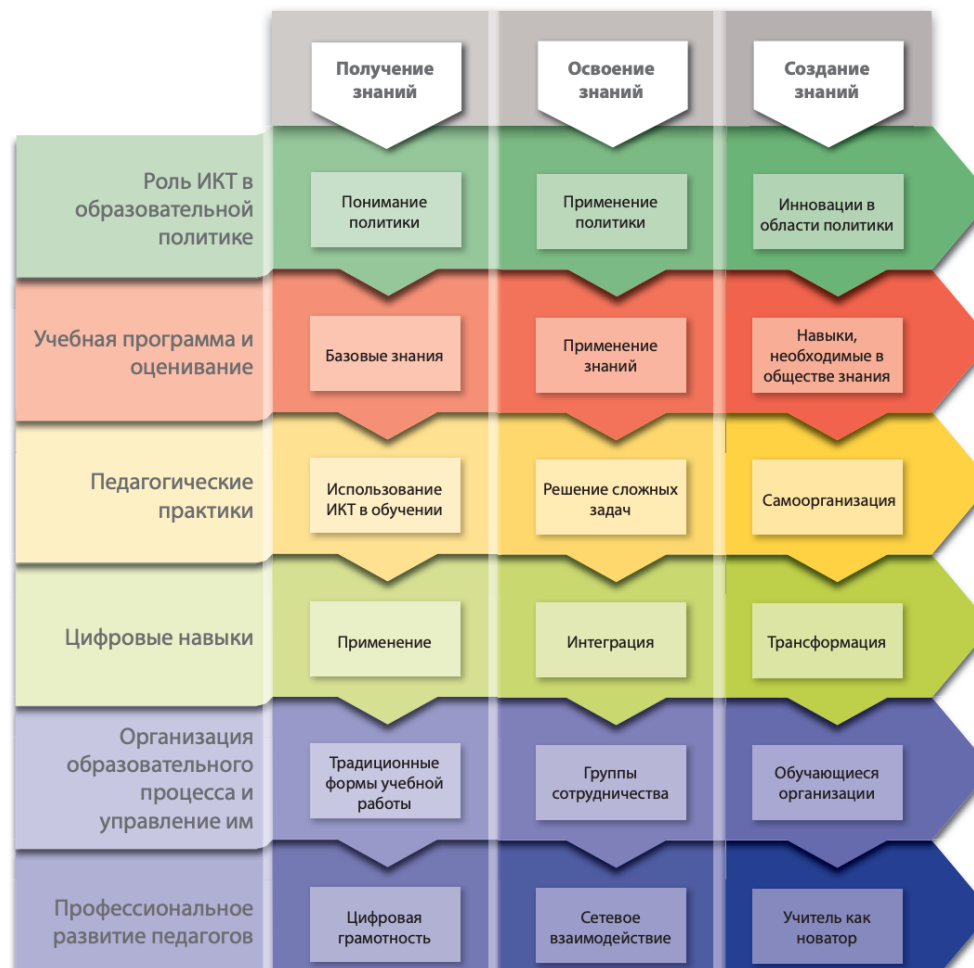 Получение
знаний
Освоение
знаний
Создание
знаний
Роль ИКТ в
образовательной
политике
Понимание
политики
Применение
политики
Инновации в
области политики
Учебная программа и
оценивание
Базовые знания
Применение
знаний
Навыки,
необходимые в
обществе знания
Педагогические
практики
Использование
ИКТ в обучении
Решение сложных
задач
Самоорганизация
Цифровые навыки
Применение
Интеграция
Трансформация
Организация
образовательного
процесса и
управление им
Традиционные
формы учебной
работы
Группы
сотрудничества
Обучающиеся
организации
Профессиональное
развитие педагогов
Цифровая
грамотность
Сетевое
взаимодействие
Учитель как
новатор